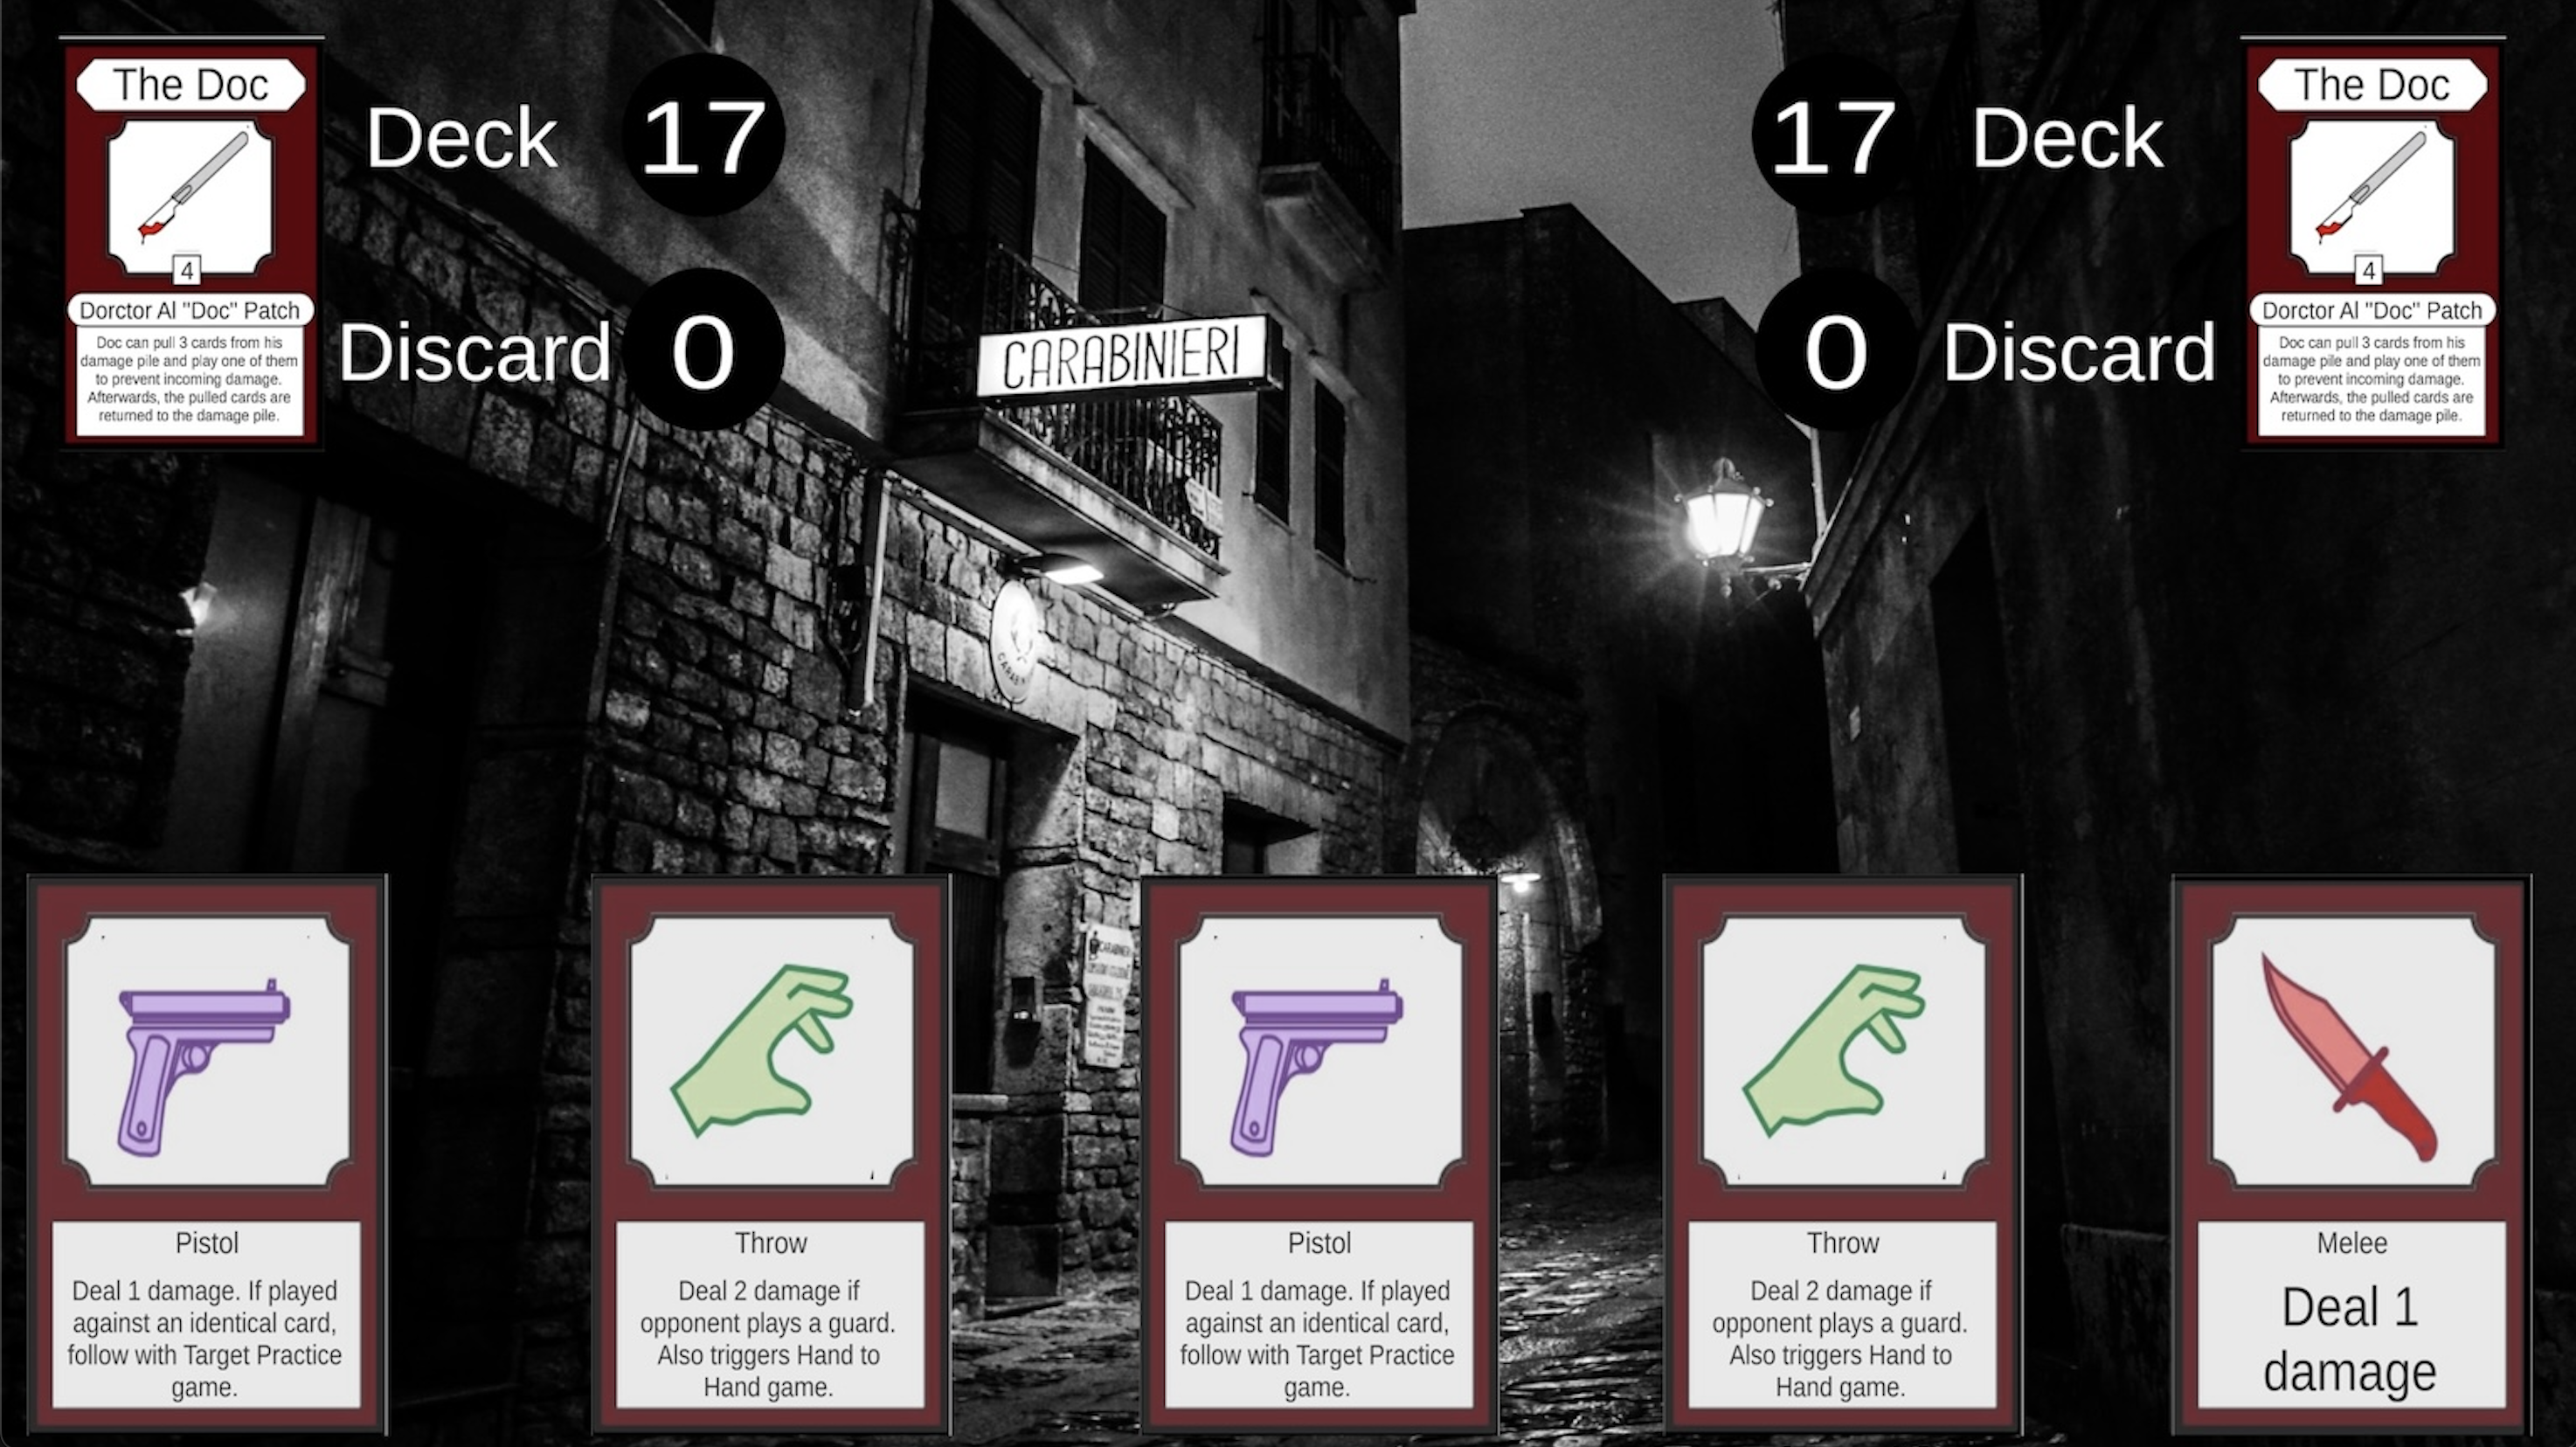 The Doc
4
Dorctor Al "Doc" Patch
Doc can pull 3 cards from his
damage pile and play one of them
to prevent incoming damage.
Afterwards, the pulled cards are
returned to the damage pile.
Deck 17
Discard 0
17 Deck
0 Discard
The Doc
4
Dorctor Al "Doc" Patch
Doc can pull 3 cards from his
damage pile and play one of them
to prevent incoming damage.
Afterwards, the pulled cards are
returned to the damage pile.
CARABINIERI
Pistol
Deal 1 damage. If played
against an identical card,
follow with Target Practice
game.
Throw
Deal 2 damage if
opponent plays a guard.
Also triggers Hand to
Hand game.
Pistol
Deal 1 damage. If played
against an identical card,
follow with Target Practice
game.
Throw
Deal 2 damage if
opponent plays a guard.
Also triggers Hand to
Hand game.
Melee
Deal 1
damage